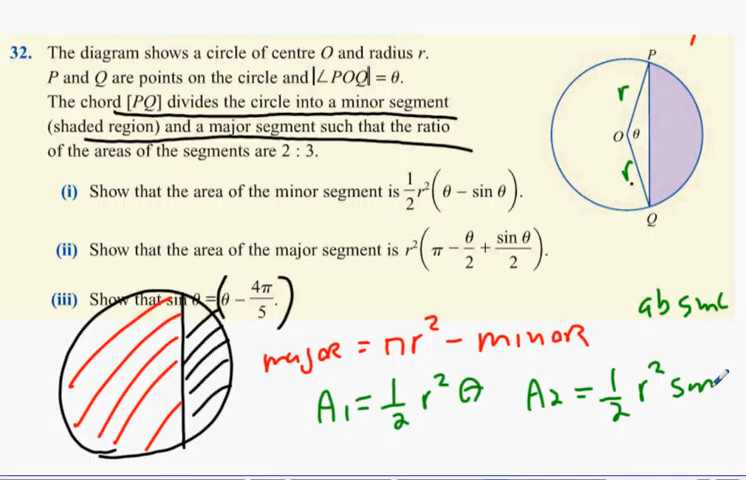 32. The diagram shows a circle of centre O and radius r.
P and Q are points on the circle and |∠POQ| = θ.
The chord [PQ] divides the circle into a minor segment
(shaded region) and a major segment such that the ratio
of the areas of the segments are 2 : 3.
P
r
O θ
r
Q
(i) Show that the area of the minor segment is 1/2 r²(θ − sin θ).
(ii) Show that the area of the major segment is r²(π − θ/2 + sin θ/2).
(iii) Show that sin θ = (θ − 4π/5.)
ab sinC
major = πr² − minor
A₁ = 1/2 r² θ
A₂ = 1/2 r² sin